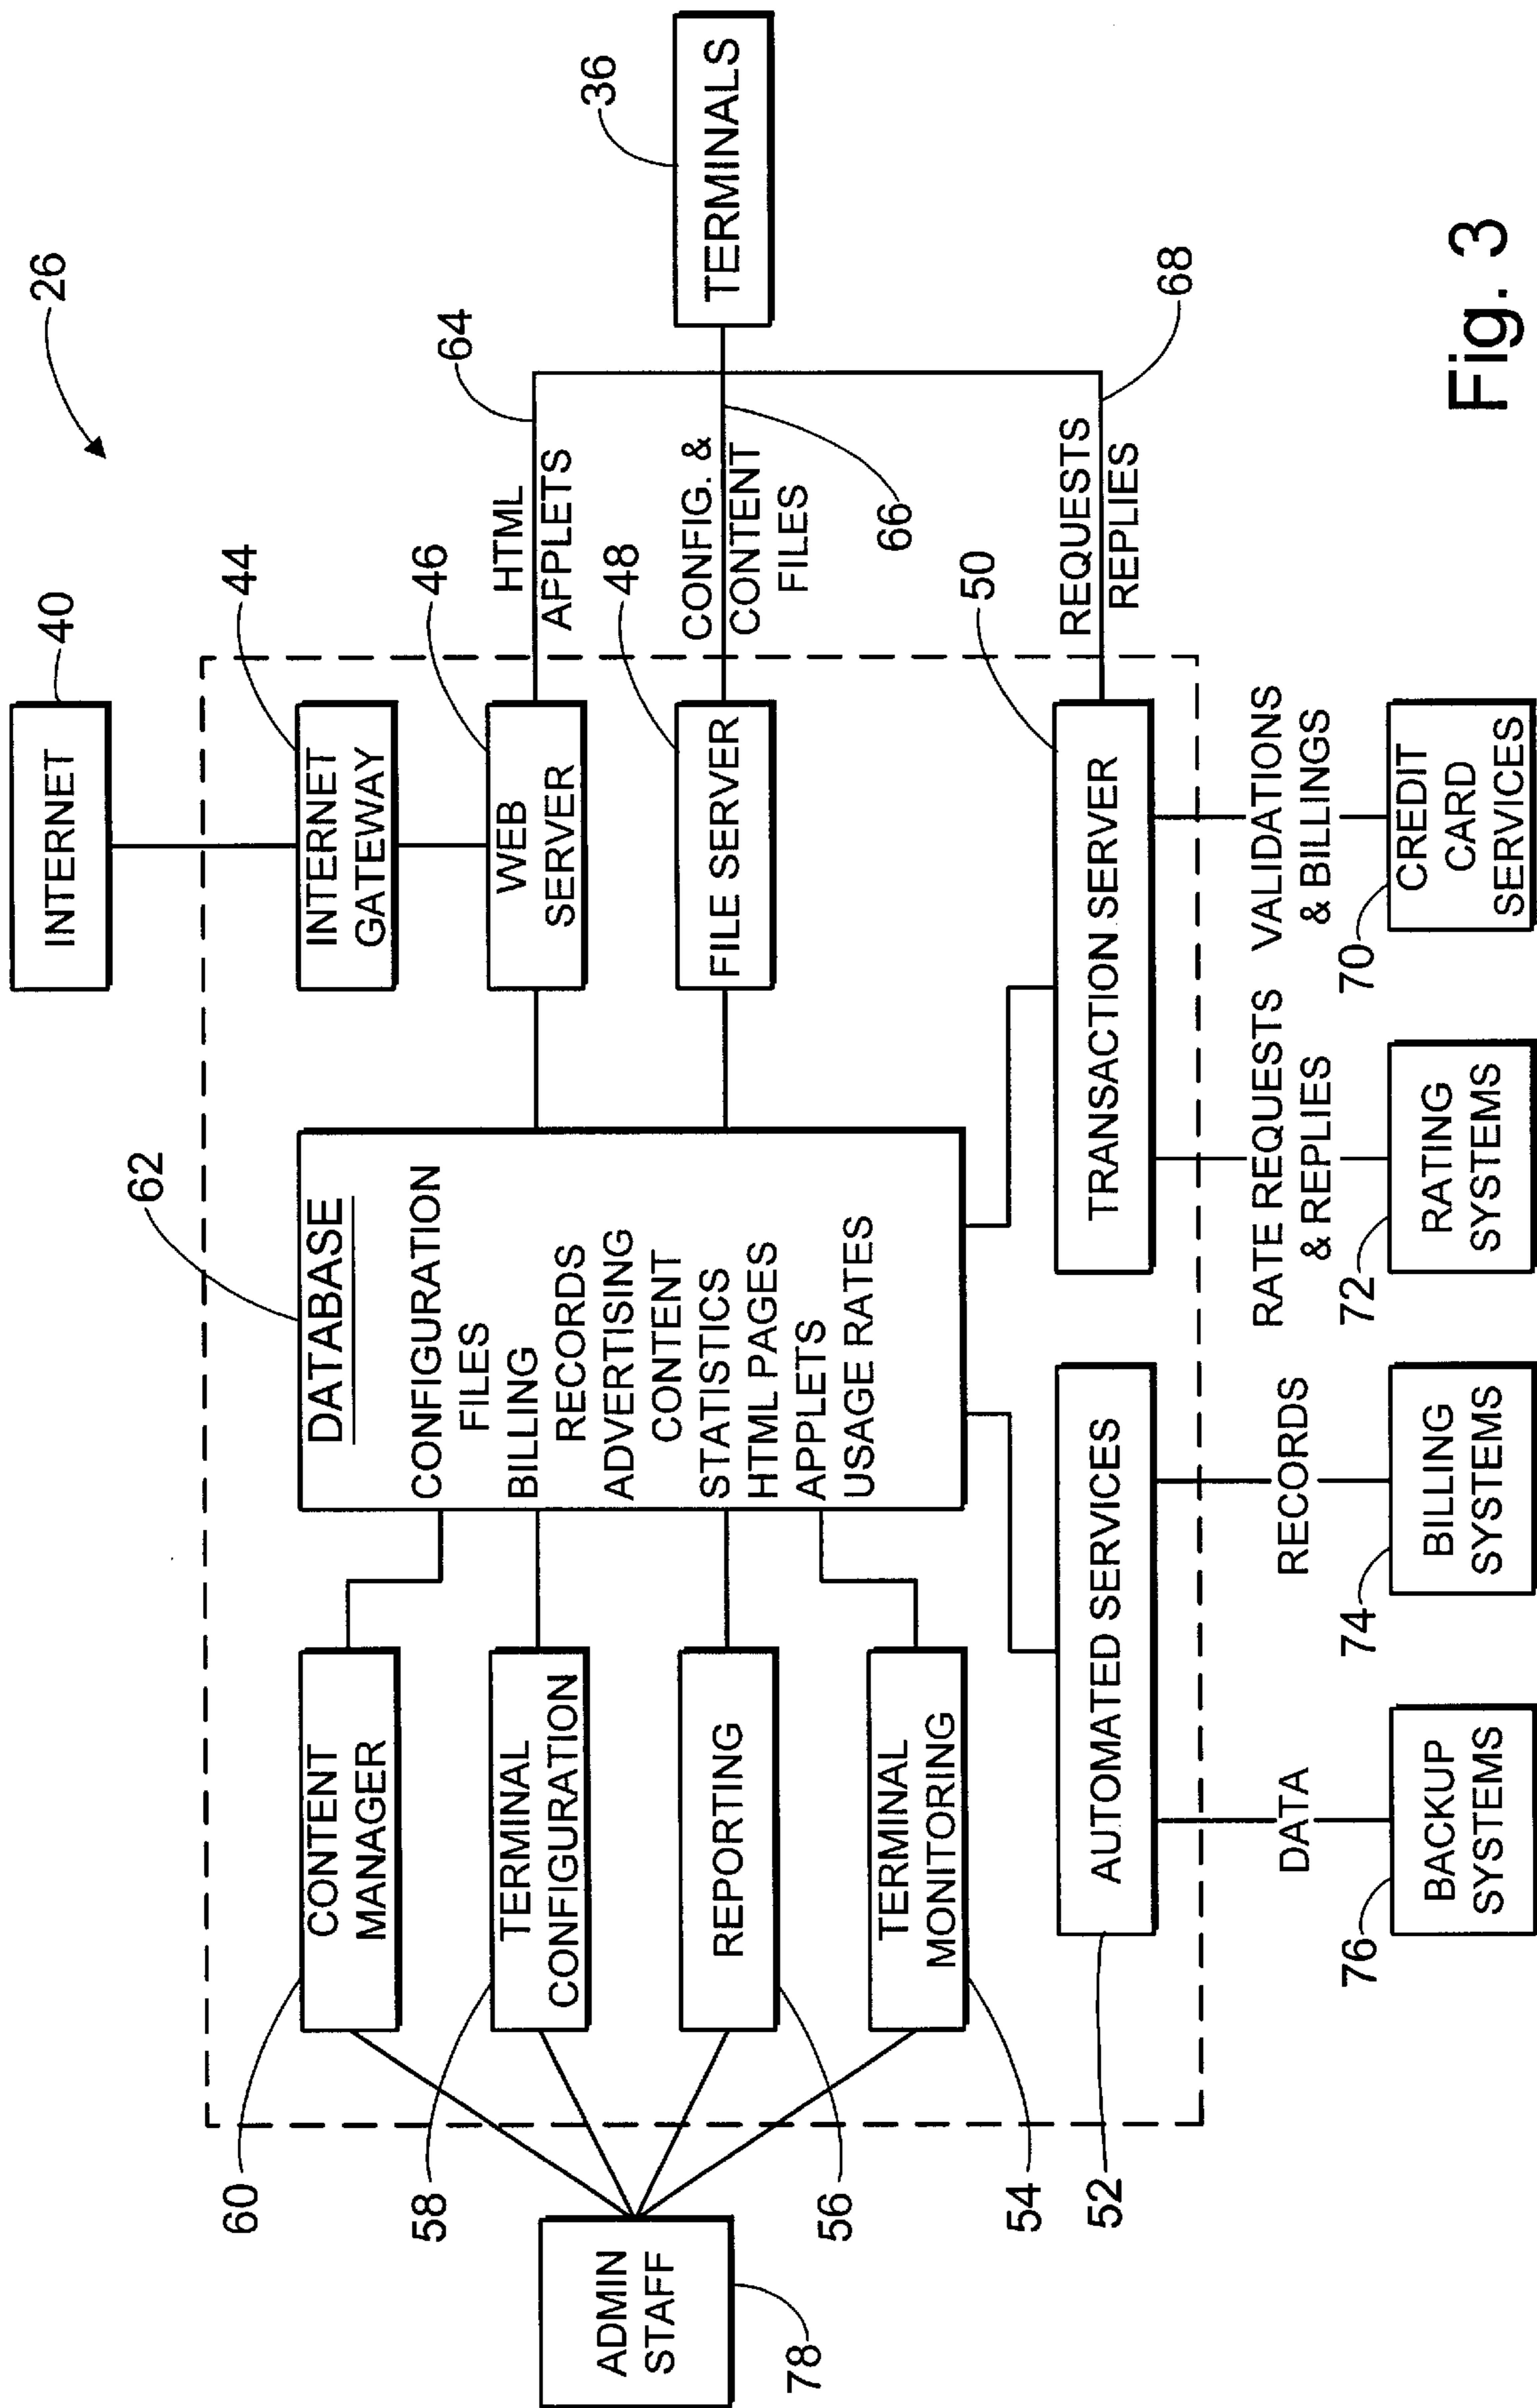 26
INTERNET
40
INTERNET
GATEWAY
44
WEB
SERVER
46
HTML
APPLETS
64
FILE SERVER
48
CONFIG. &
CONTENT
FILES
66
TERMINALS
36
62
DATABASE
CONFIGURATION
FILES
BILLING
RECORDS
ADVERTISING
CONTENT
STATISTICS
HTML PAGES
APPLETS
USAGE RATES
CONTENT
MANAGER
60
TERMINAL
CONFIGURATION
58
REPORTING
56
TERMINAL
MONITORING
54
ADMIN
STAFF
78
AUTOMATED SERVICES
52
TRANSACTION SERVER
50
REQUESTS
REPLIES
68
DATA
RECORDS
RATE REQUESTS
& REPLIES
VALIDATIONS
& BILLINGS
76
BACKUP
SYSTEMS
74
BILLING
SYSTEMS
72
RATING
SYSTEMS
70
CREDIT
CARD
SERVICES
Fig. 3